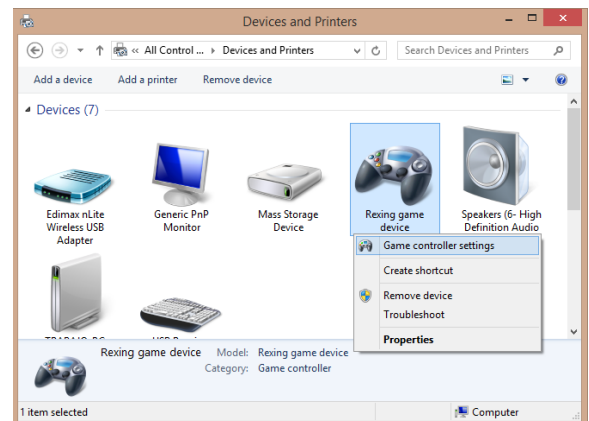 Devices and Printers
« All Control ... ▸ Devices and Printers
Search Devices and Printers
Add a device Add a printer Remove device
Devices (7)
Edimax nLite
Wireless USB
Adapter
Generic PnP
Monitor
Mass Storage
Device
Rexing game
device
Speakers (6- High
Definition Audio
Game controller settings
Create shortcut
Remove device
Troubleshoot
Properties
Rexing game device Model: Rexing game device
Category: Game controller
1 item selected
Computer